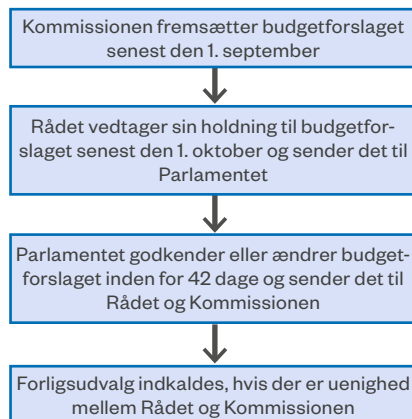 Kommissionen fremsætter budgetforslaget
senest den 1. september
Rådet vedtager sin holdning til budgetfor-
slaget senest den 1. oktober og sender det til
Parlamentet
Parlamentet godkender eller ændrer budget-
forslaget inden for 42 dage og sender det til
Rådet og Kommissionen
Forligsudvalg indkaldes, hvis der er uenighed
mellem Rådet og Kommissionen